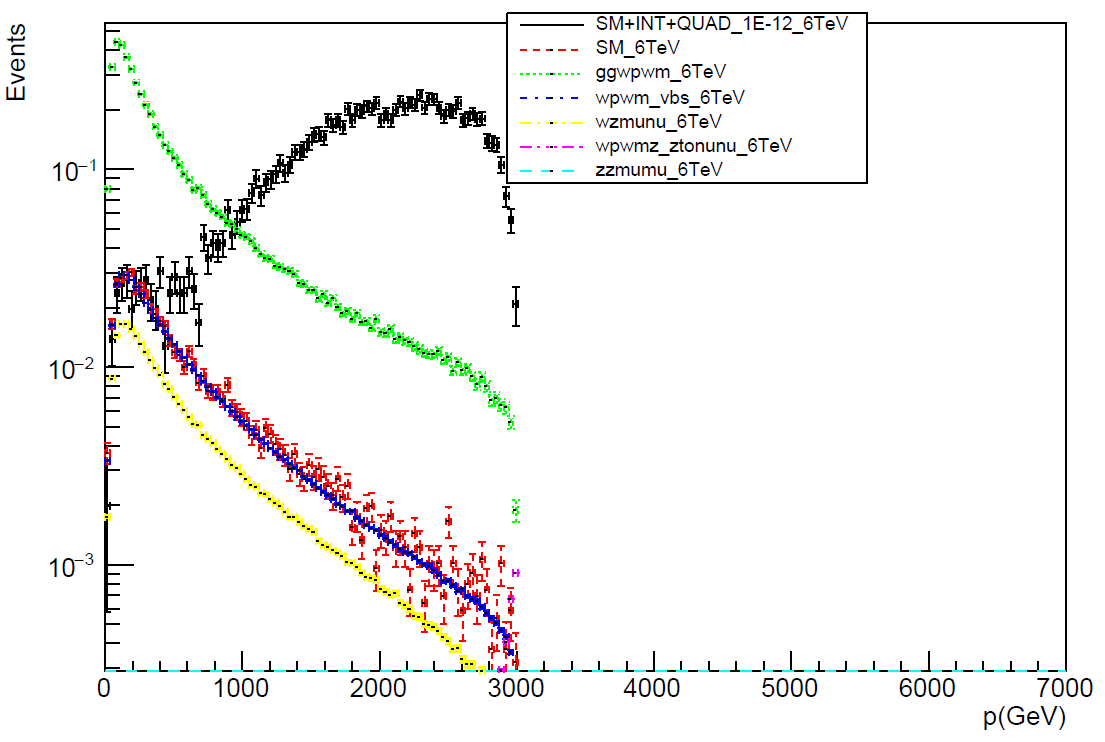 Events
SM+INT+QUAD_1E-12_6TeV
SM_6TeV
ggwpwm_6TeV
wpwm_vbs_6TeV
wzmunu_6TeV
wpwmz_ztonunu_6TeV
zzmumu_6TeV
10−1
10−2
10−3
0 1000 2000 3000 4000 5000 6000 7000
p(GeV)